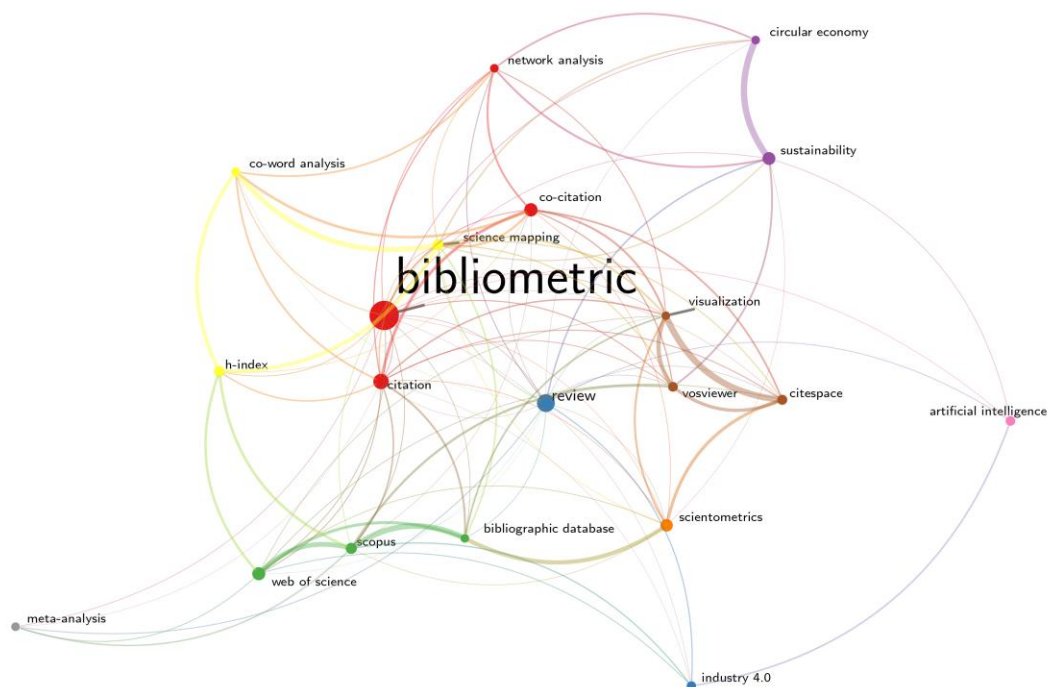 circular economy
network analysis
sustainability
co-word analysis
co-citation
science mapping
bibliometric
visualization
h-index
citation
review
vosviewer
citespace
artificial intelligence
scientometrics
bibliographic database
scopus
web of science
meta-analysis
industry 4.0